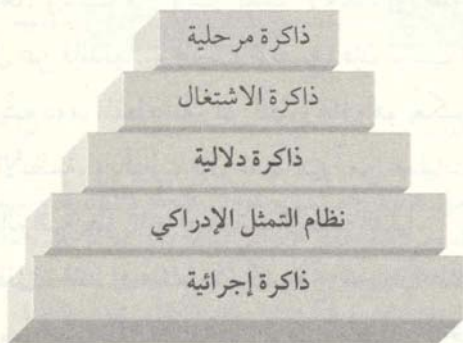 ذاكرة مرحلية
ذاكرة الاشتغال
ذاكرة دلالية
نظام التمثل الإدراكي
ذاكرة إجرائية